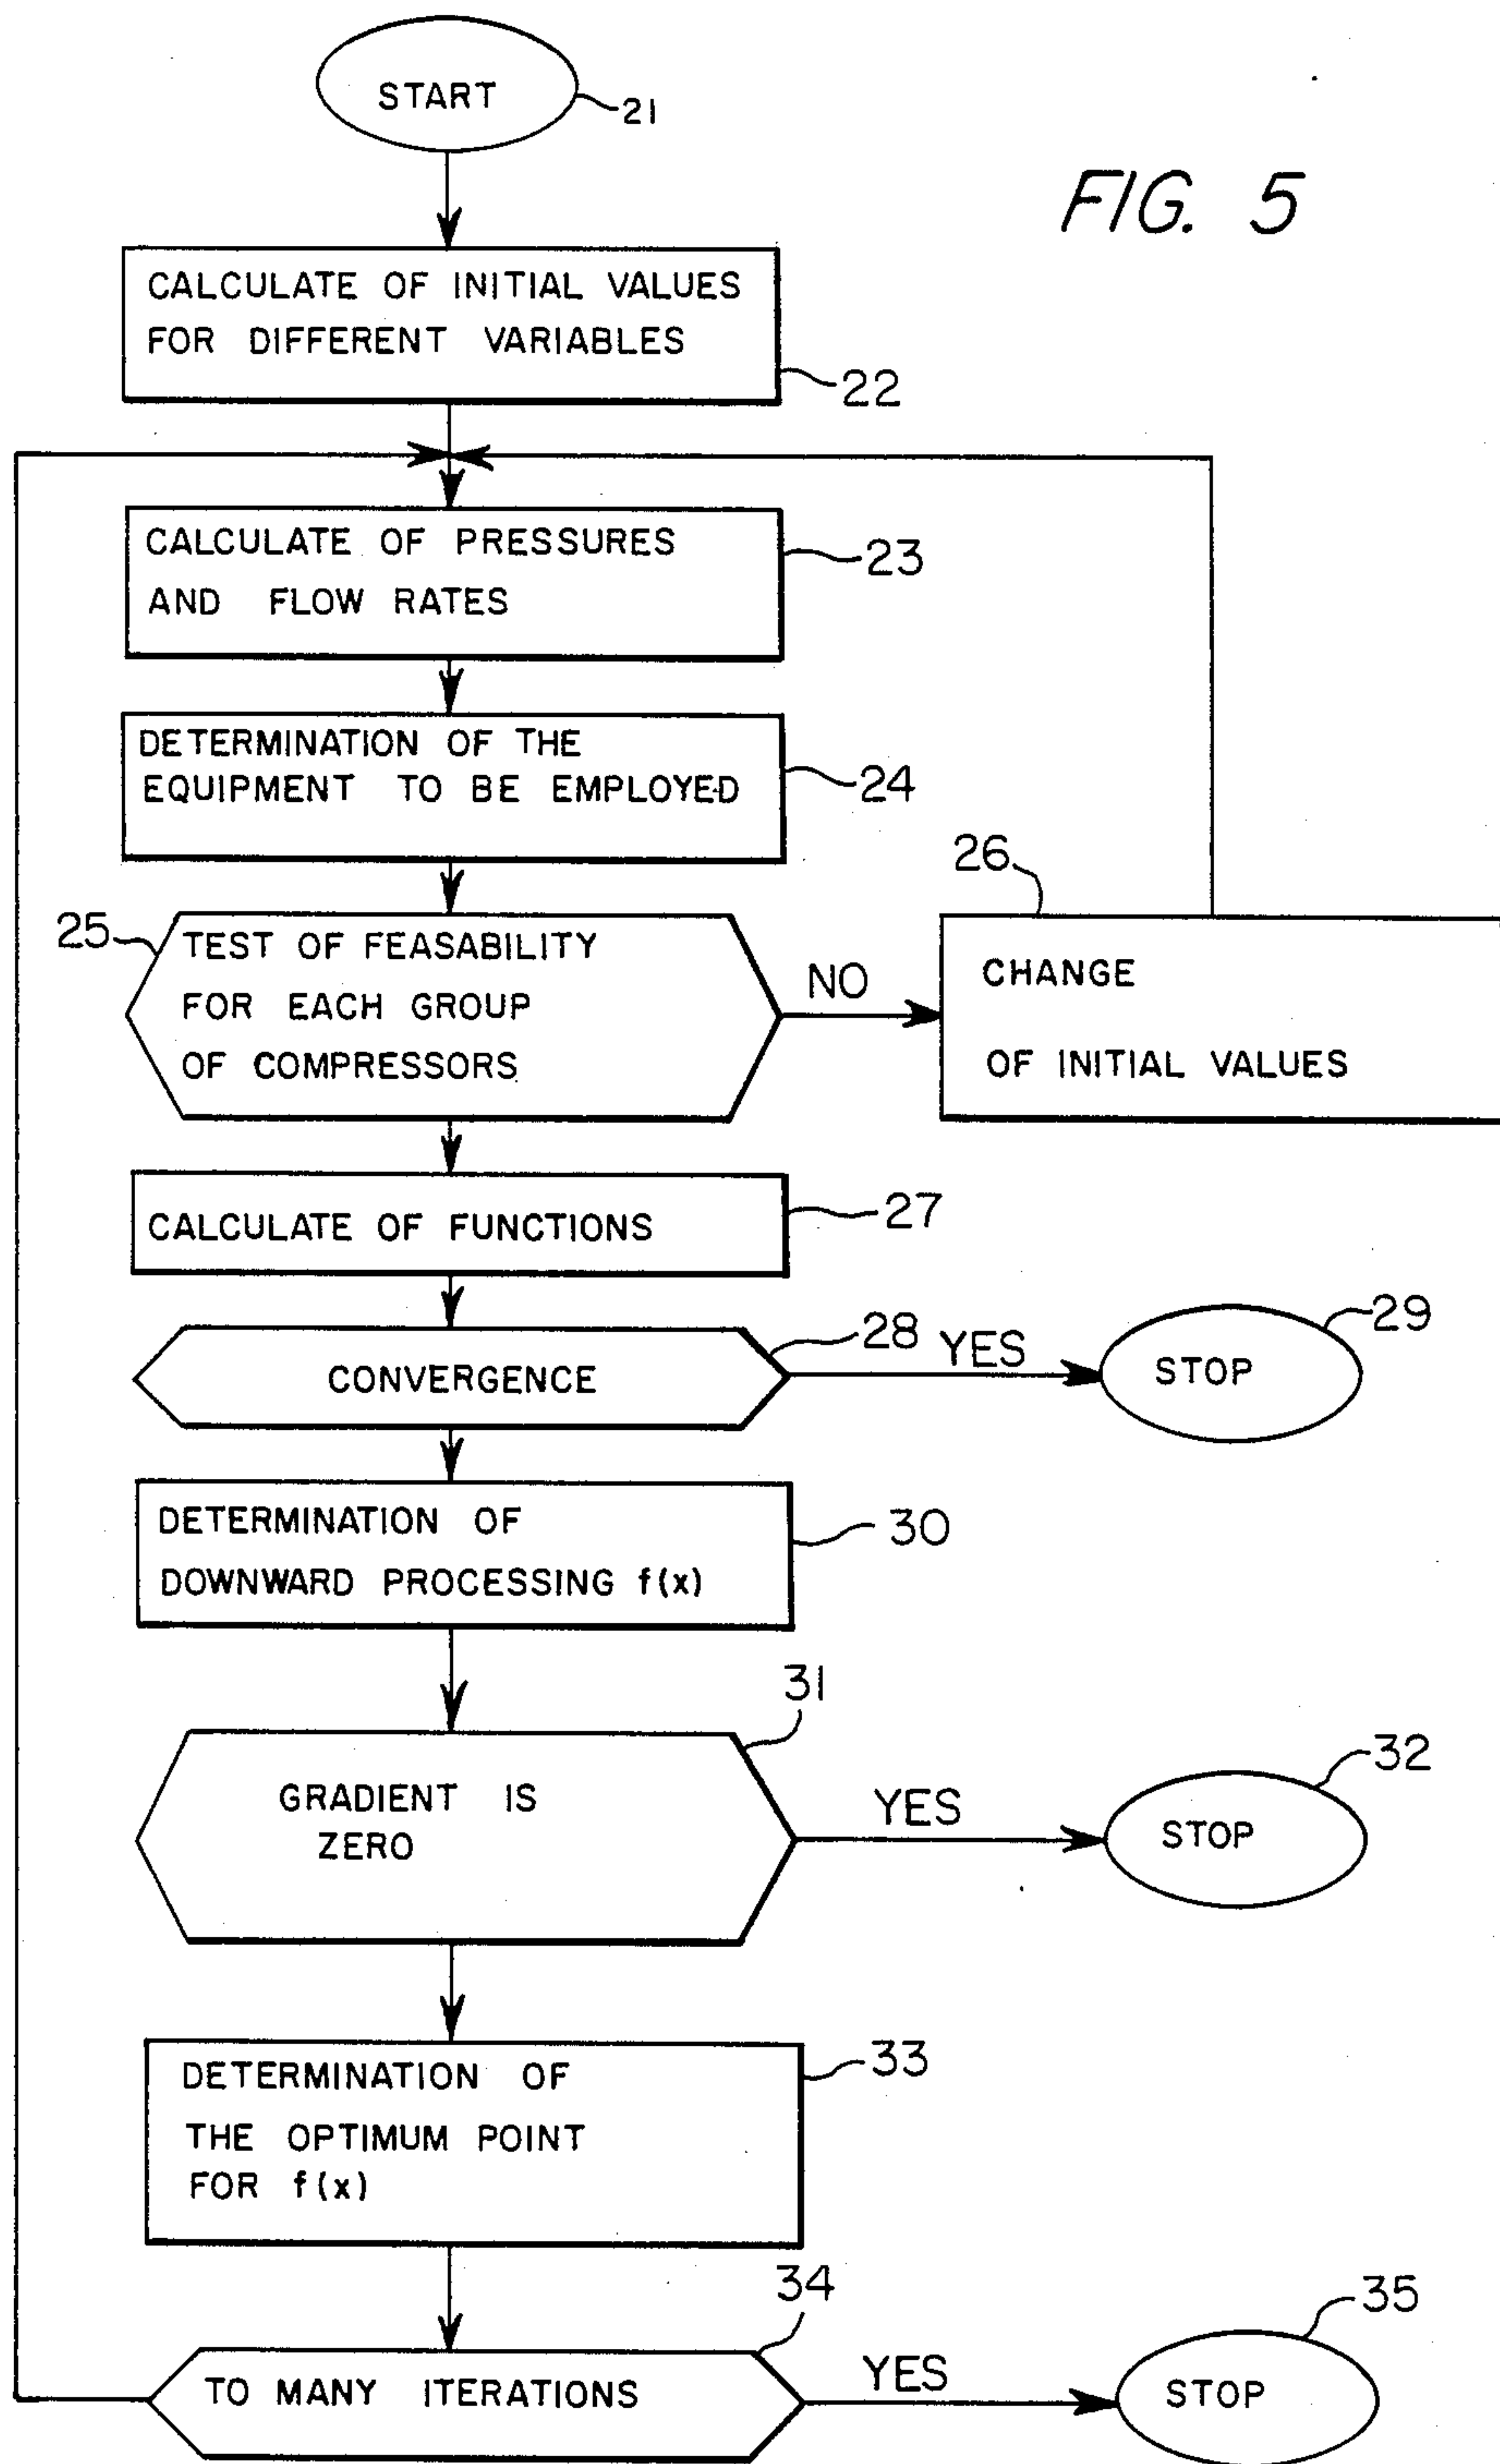 START
21
FIG. 5
CALCULATE OF INITIAL VALUES
FOR DIFFERENT VARIABLES
22
CALCULATE OF PRESSURES
AND FLOW RATES
23
DETERMINATION OF THE
EQUIPMENT TO BE EMPLOYED
24
25
TEST OF FEASABILITY
FOR EACH GROUP
OF COMPRESSORS
NO
26
CHANGE
OF INITIAL VALUES
CALCULATE OF FUNCTIONS
27
CONVERGENCE
28
YES
STOP
29
DETERMINATION OF
DOWNWARD PROCESSING f(x)
30
GRADIENT IS
ZERO
31
YES
STOP
32
DETERMINATION OF
THE OPTIMUM POINT
FOR f(x)
33
TO MANY ITERATIONS
34
YES
STOP
35